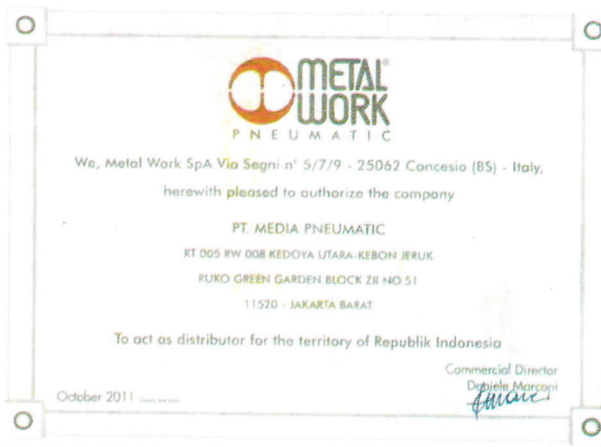 METAL®
WORK
PNEUMATIC
We, Metal Work SpA Via Segni n° 5/7/9 - 25062 Concesio (BS) - Italy,
herewith pleased to authorize the company
PT. MEDIA PNEUMATIC
RT 005 RW 008 KEDOYA UTARA-KEBON JERUK
RUKO GREEN GARDEN BLOCK ZII NO 51
11520 - JAKARTA BARAT
To act as distributor for the territory of Republik Indonesia
Commercial Director
Daniele Marconi
October 2011